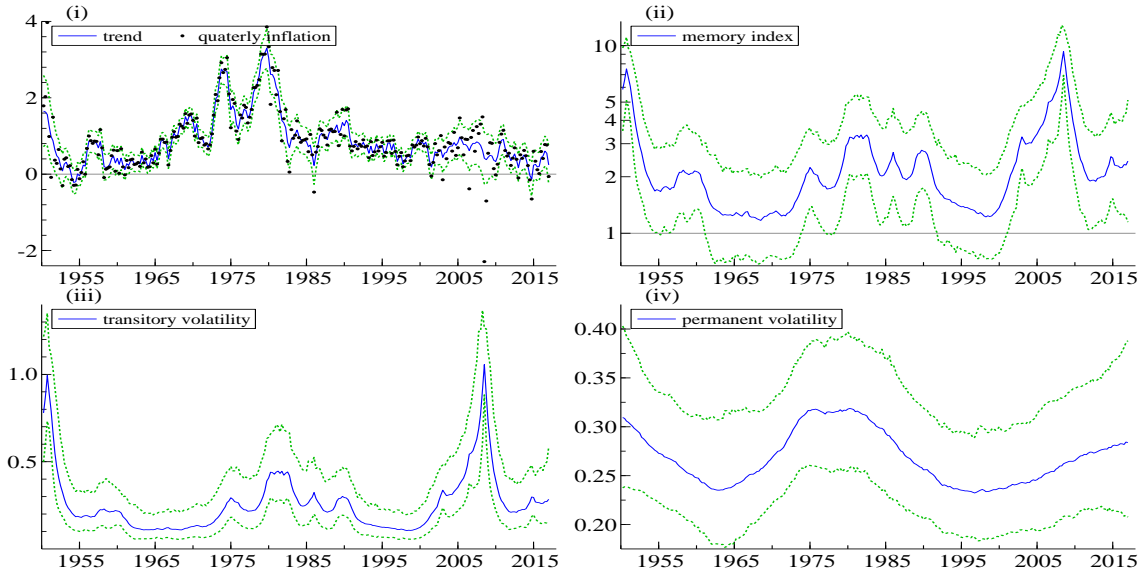 (i)
trend quaterly inflation
4
2
0
-2
1955 1965 1975 1985 1995 2005 2015
(ii)
memory index
10
5
4
3
2
1
1955 1965 1975 1985 1995 2005 2015
(iii)
transitory volatility
1.0
0.5
1955 1965 1975 1985 1995 2005 2015
(iv)
permanent volatility
0.40
0.35
0.30
0.25
0.20
1955 1965 1975 1985 1995 2005 2015